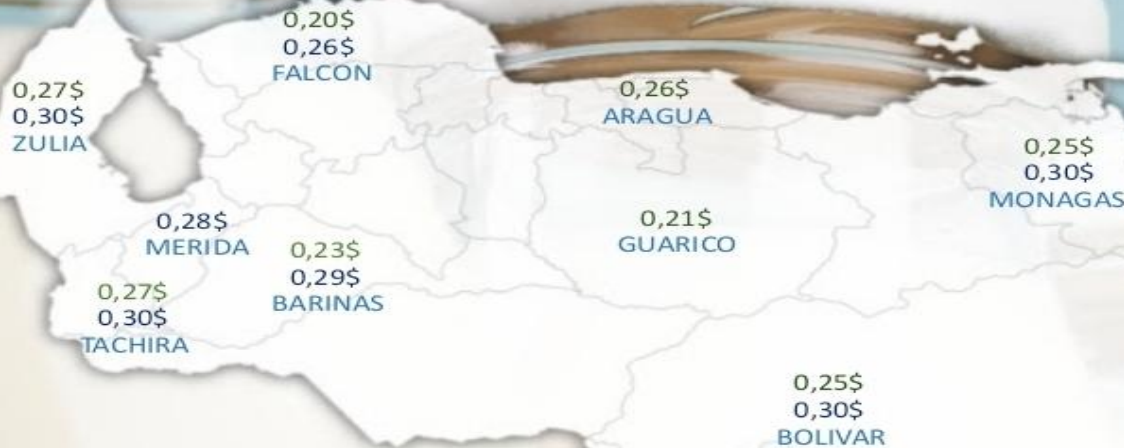 0,20$
0,26$
FALCON
0,27$
0,30$
ZULIA
0,26$
ARAGUA
0,25$
0,30$
MONAGAS
0,28$
MERIDA
0,21$
GUARICO
0,23$
0,29$
BARINAS
0,27$
0,30$
TACHIRA
0,25$
0,30$
BOLIVAR